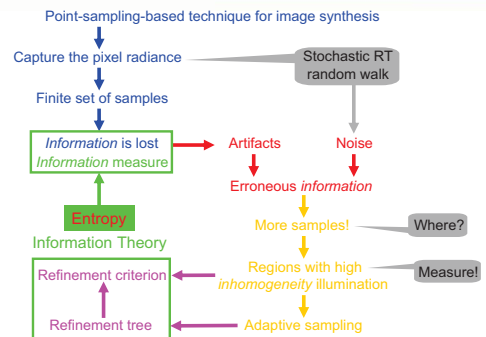 Point-sampling-based technique for image synthesis
Capture the pixel radiance
Stochastic RT
random walk
Finite set of samples
Information is lost
Information measure
Artifacts
Noise
Erroneous information
Entropy
More samples!
Where?
Information Theory
Refinement criterion
Regions with high
inhomogeneity illumination
Measure!
Refinement tree
Adaptive sampling